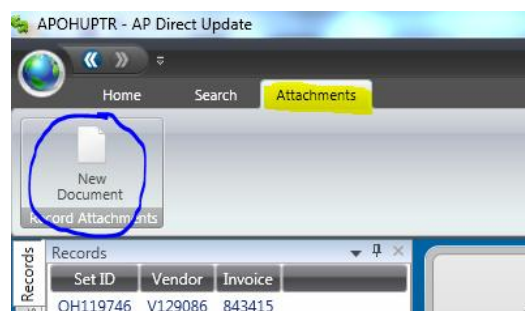 APOHUPTR - AP Direct Update
Home Search Attachments
New
Document
Record Attachments
Records
Records
Set ID Vendor Invoice
OH119746 V129086 843415